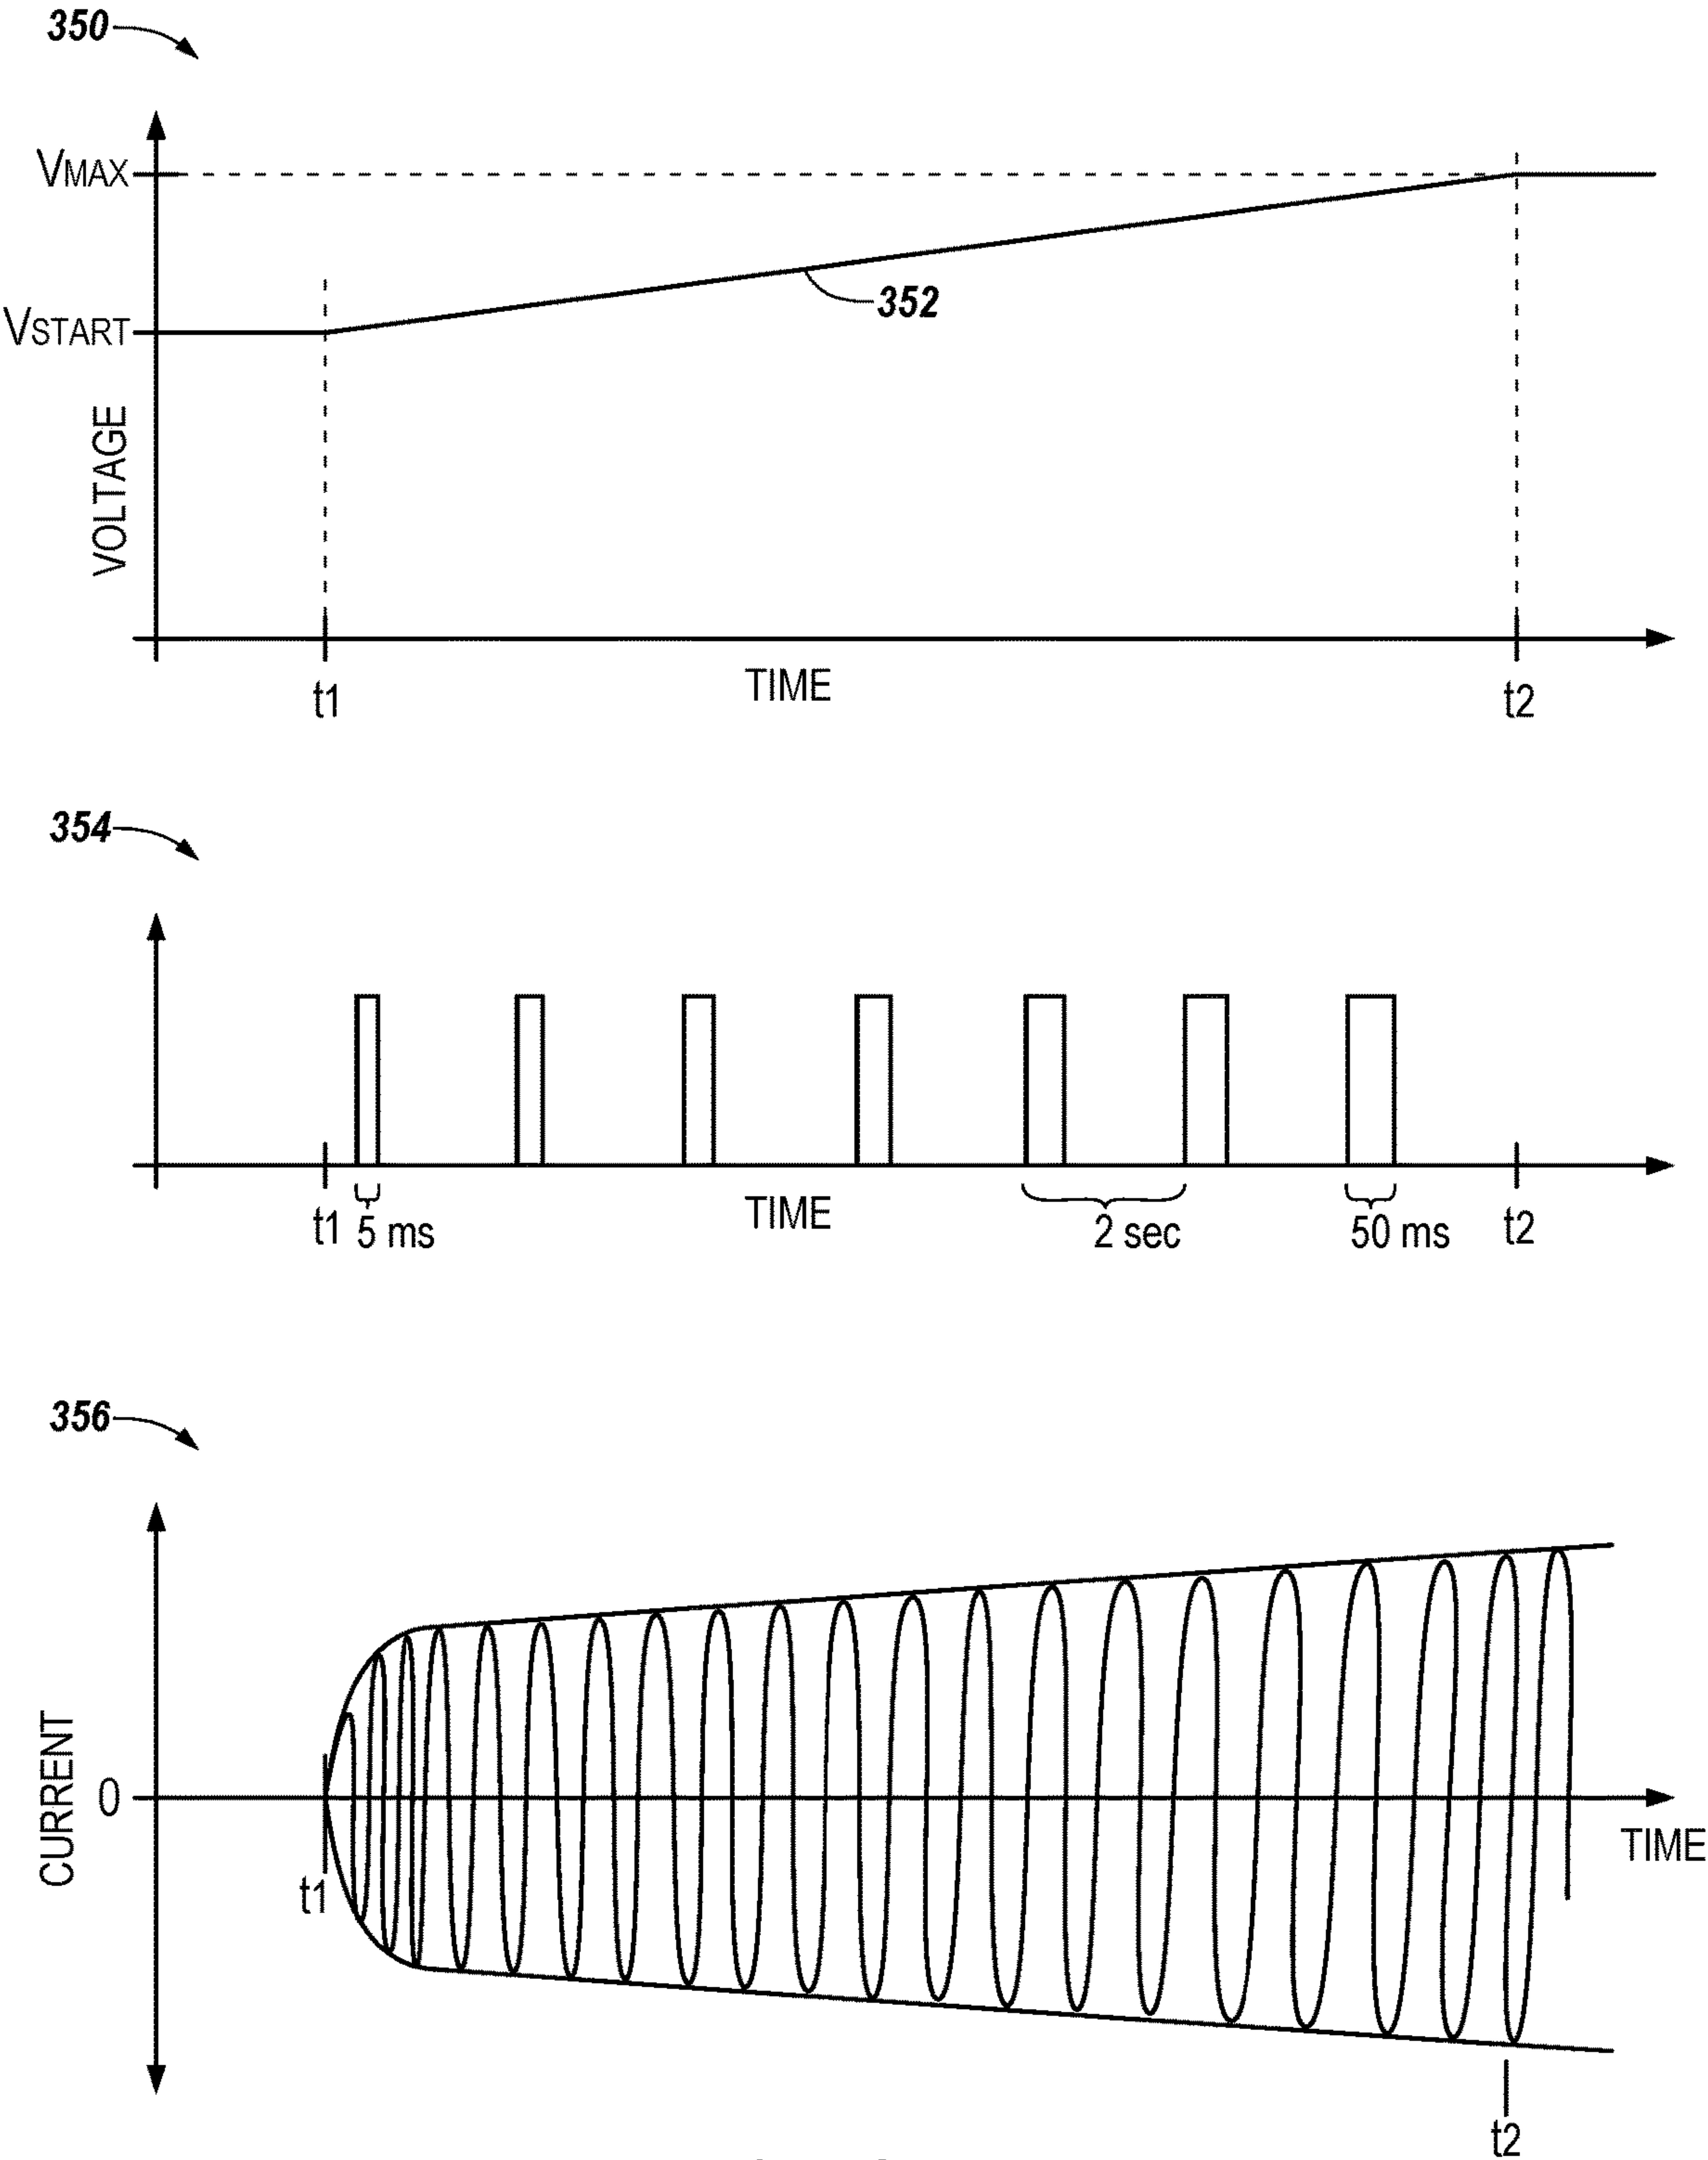 350
VMAX
352
VSTART
VOLTAGE
t1
TIME
t2
354
t1
5 ms
TIME
2 sec
50 ms
t2
356
CURRENT
0
TIME
t1
t2